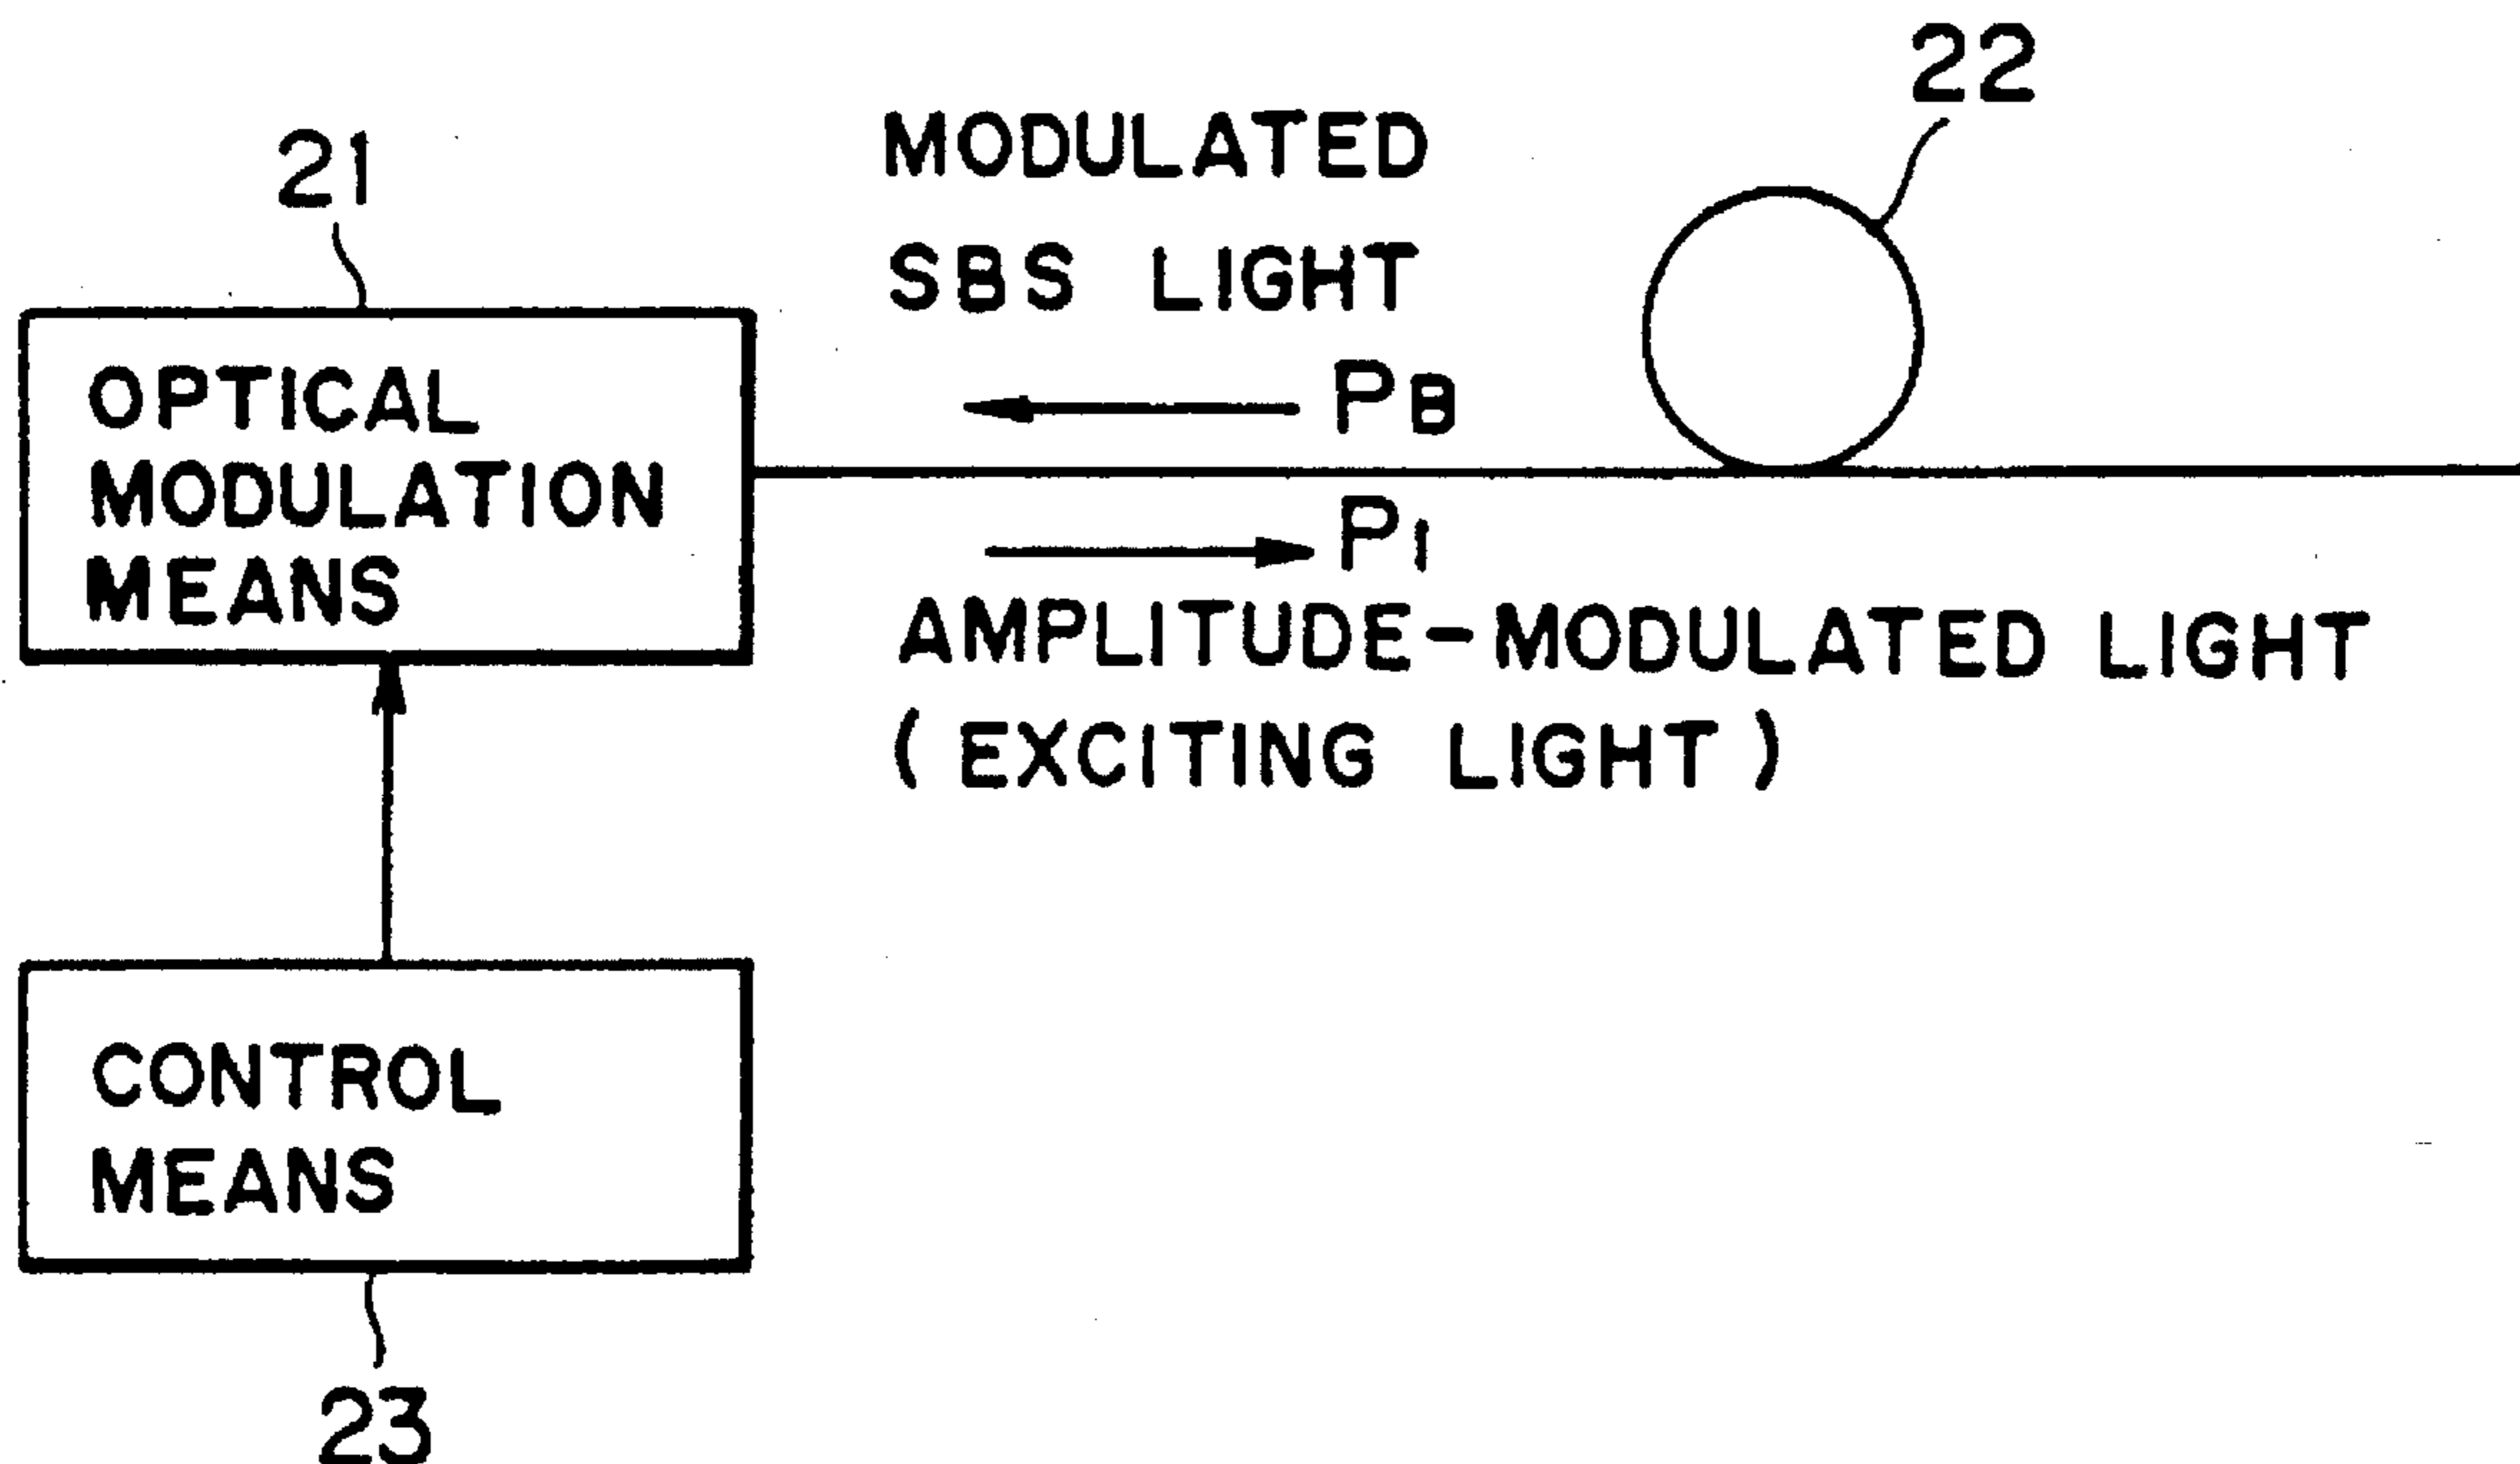 22
21
MODULATED
SBS LIGHT
PB
OPTICAL
MODULATION
MEANS
P1
AMPLITUDE-MODULATED LIGHT
(EXCITING LIGHT)
CONTROL
MEANS
23